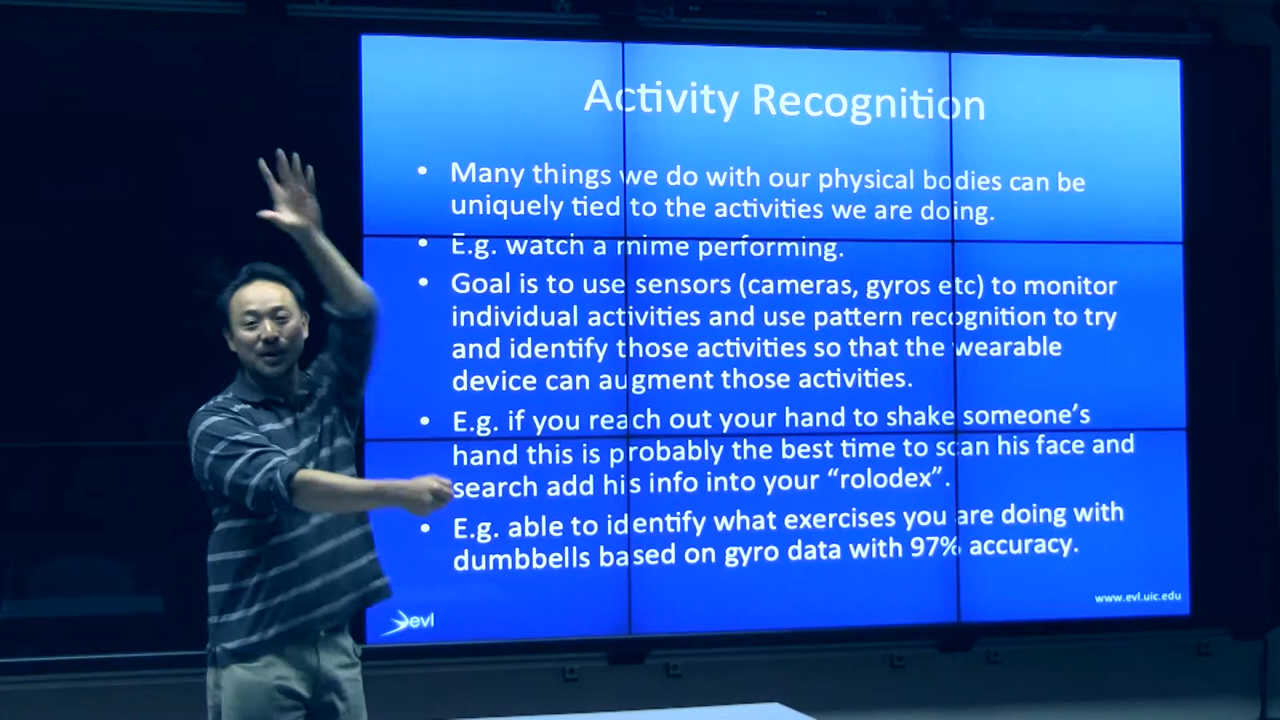 Activity Recognition
• Many things we do with our physical bodies can be
uniquely tied to the activities we are doing.
• E.g. watch a mime performing.
• Goal is to use sensors (cameras, gyros etc) to monitor
individual activities and use pattern recognition to try
and identify those activities so that the wearable
device can augment those activities.
• E.g. if you reach out your hand to shake someone's
hand this is probably the best time to scan his face and
search add his info into your “rolodex”.
• E.g. able to identify what exercises you are doing with
dumbbells based on gyro data with 97% accuracy.
www.evl.uic.edu
evl